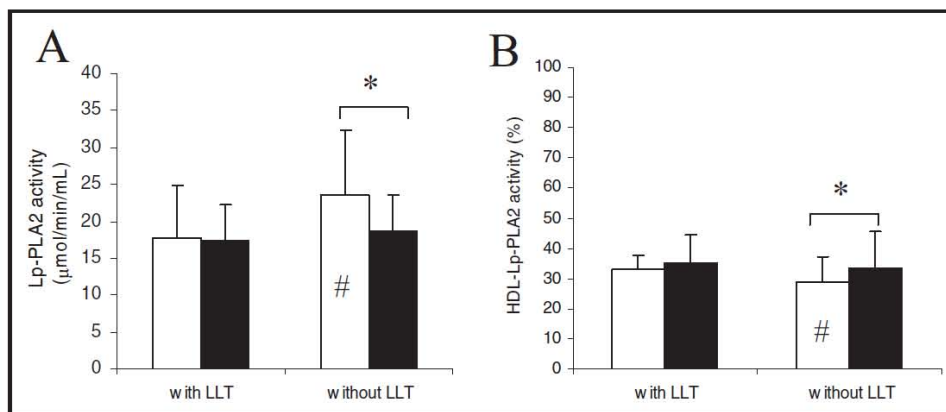 A
Lp-PLA2 activity
(μmol/min/mL)
40
35
30
25
20
15
10
5
0
*
#
with LLT
without LLT
B
HDL-Lp-PLA2 activity (%)
100
90
80
70
60
50
40
30
20
10
0
*
#
with LLT
without LLT